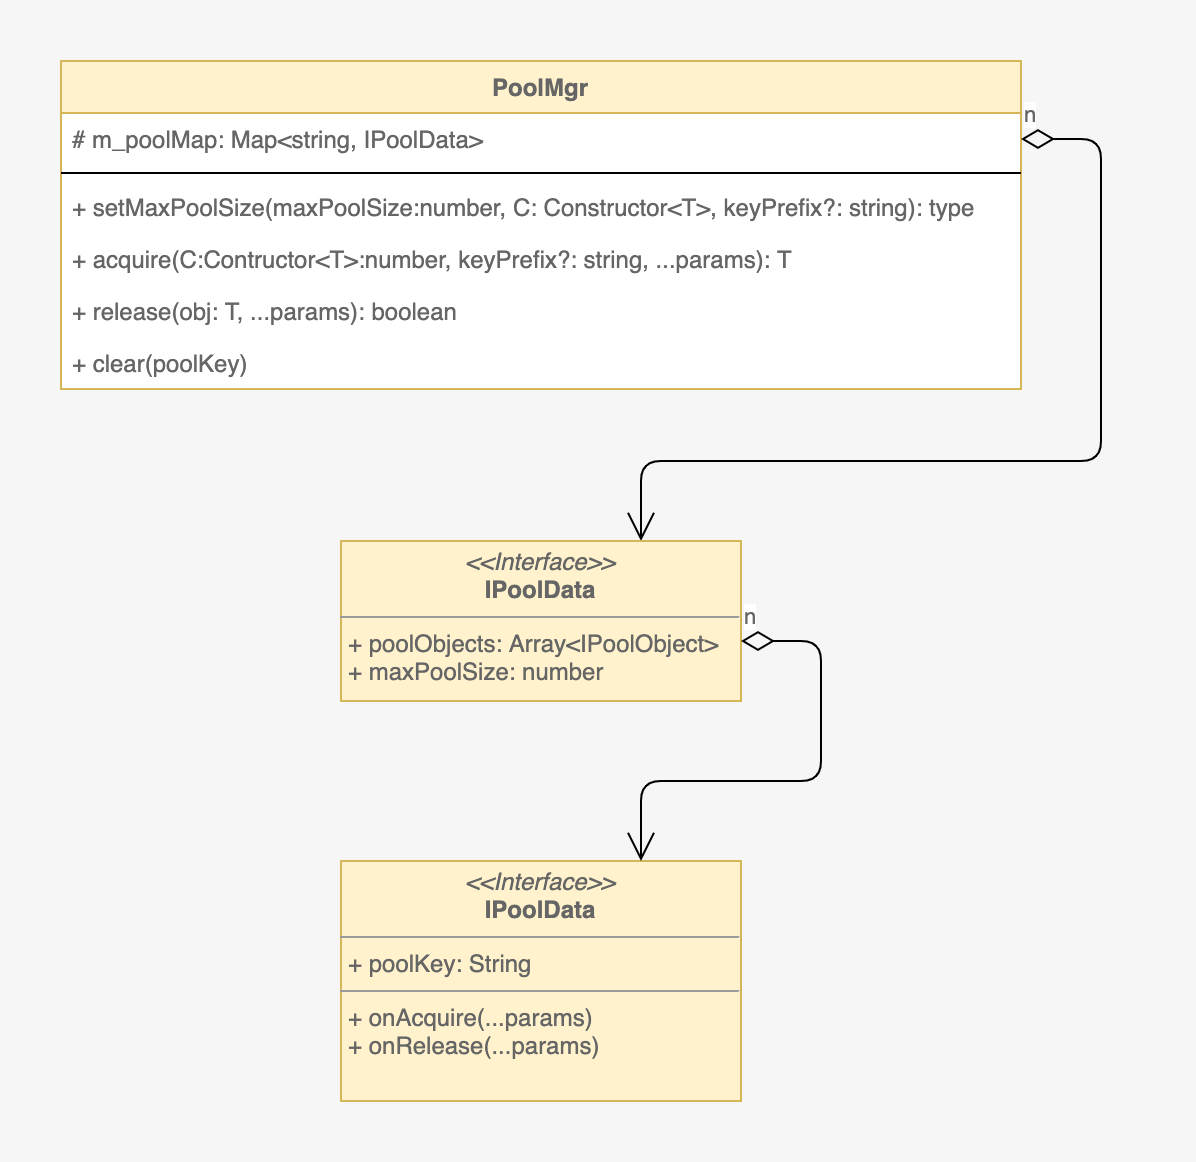 PoolMgr
n
# m_poolMap: Map<string, IPoolData>
+ setMaxPoolSize(maxPoolSize:number, C: Constructor<T>, keyPrefix?: string): type
+ acquire(C:Contructor<T>:number, keyPrefix?: string, ...params): T
+ release(obj: T, ...params): boolean
+ clear(poolKey)
<<Interface>>
IPoolData
n
+ poolObjects: Array<IPoolObject>
+ maxPoolSize: number
<<Interface>>
IPoolData
+ poolKey: String
+ onAcquire(...params)
+ onRelease(...params)